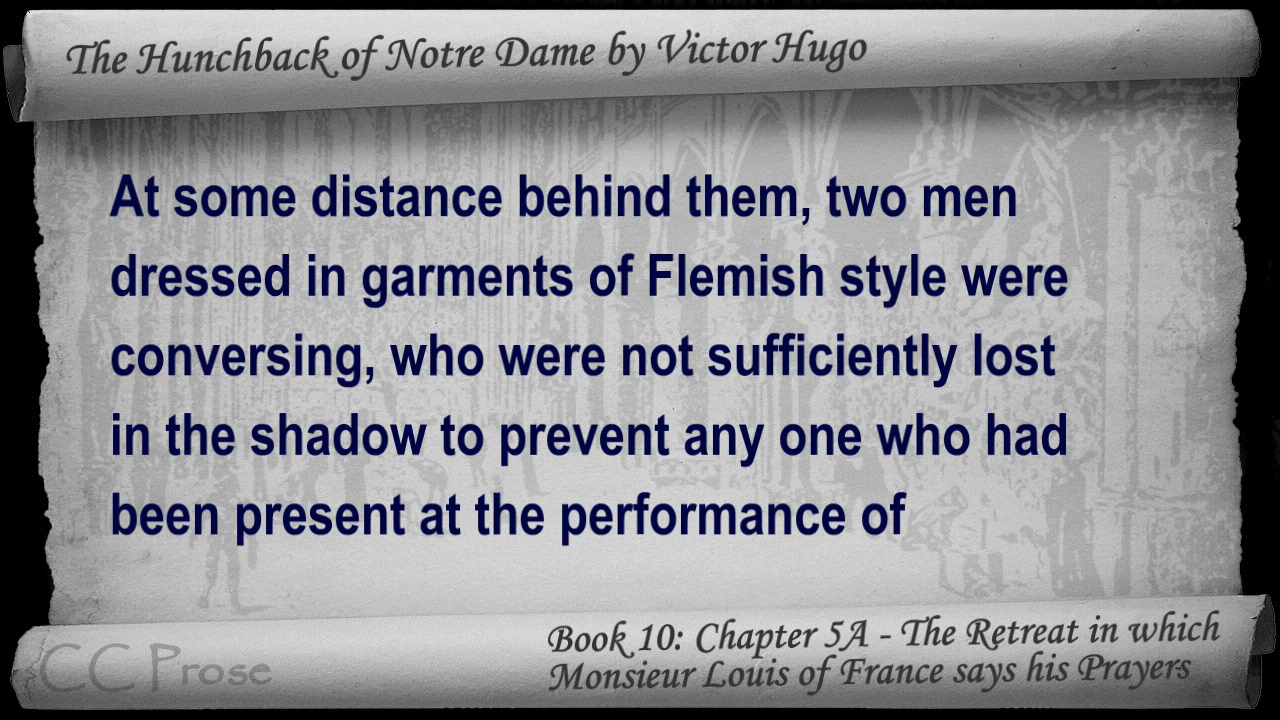 The Hunchback of Notre Dame by Victor Hugo
At some distance behind them, two men
dressed in garments of Flemish style were
conversing, who were not sufficiently lost
in the shadow to prevent any one who had
been present at the performance of
Book 10: Chapter 5A - The Retreat in which
Monsieur Louis of France says his Prayers
CC Prose